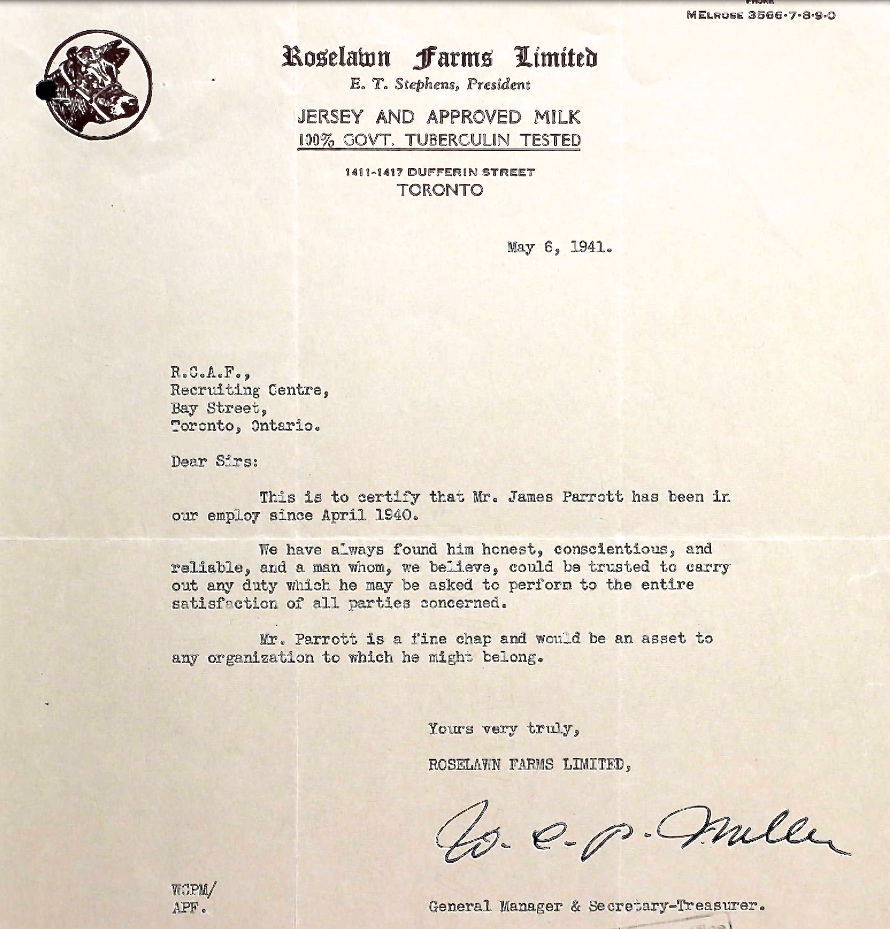 PHONE
MELROSE 3566-7-8-9-0
Roselawn Farms Limited
E. T. Stephens, President
JERSEY AND APPROVED MILK
100% GOVT. TUBERCULIN TESTED
1411-1417 DUFFERIN STREET
TORONTO
May 6, 1941.
R.C.A.F.,
Recruiting Centre,
Bay Street,
Toronto, Ontario.
Dear Sirs:
This is to certify that Mr. James Parrott has been in
our employ since April 1940.
We have always found him honest, conscientious, and
reliable, and a man whom, we believe, could be trusted to carry
out any duty which he may be asked to perform to the entire
satisfaction of all parties concerned.
Mr. Parrott is a fine chap and would be an asset to
any organization to which he might belong.
Yours very truly,
ROSELAWN FARMS LIMITED,
W. C. P. Miller
WCPM/
APF.
General Manager & Secretary-Treasurer.